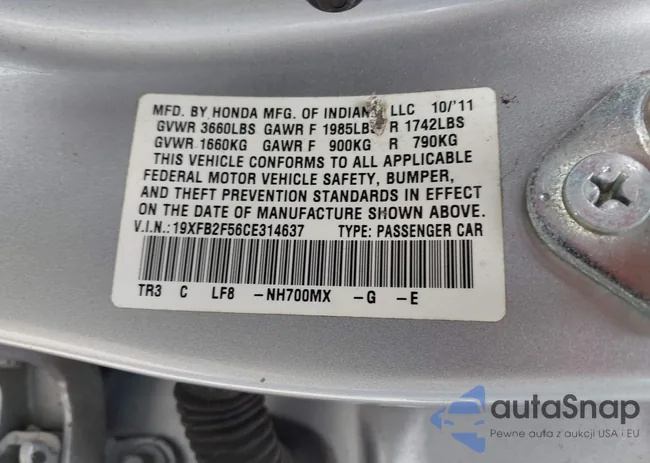 MFD. BY HONDA MFG. OF INDIANA LLC 10/'11
GVWR 3660LBS GAWR F 1985LBS R 1742LBS
GVWR 1660KG GAWR F 900KG R 790KG
THIS VEHICLE CONFORMS TO ALL APPLICABLE
FEDERAL MOTOR VEHICLE SAFETY, BUMPER,
AND THEFT PREVENTION STANDARDS IN EFFECT
ON THE DATE OF MANUFACTURE SHOWN ABOVE.
V.I.N.:19XFB2F56CE314637 TYPE: PASSENGER CAR
TR3 C LF8 -NH700MX -G -E
autaSnap
Pewne auta z aukcji USA i EU